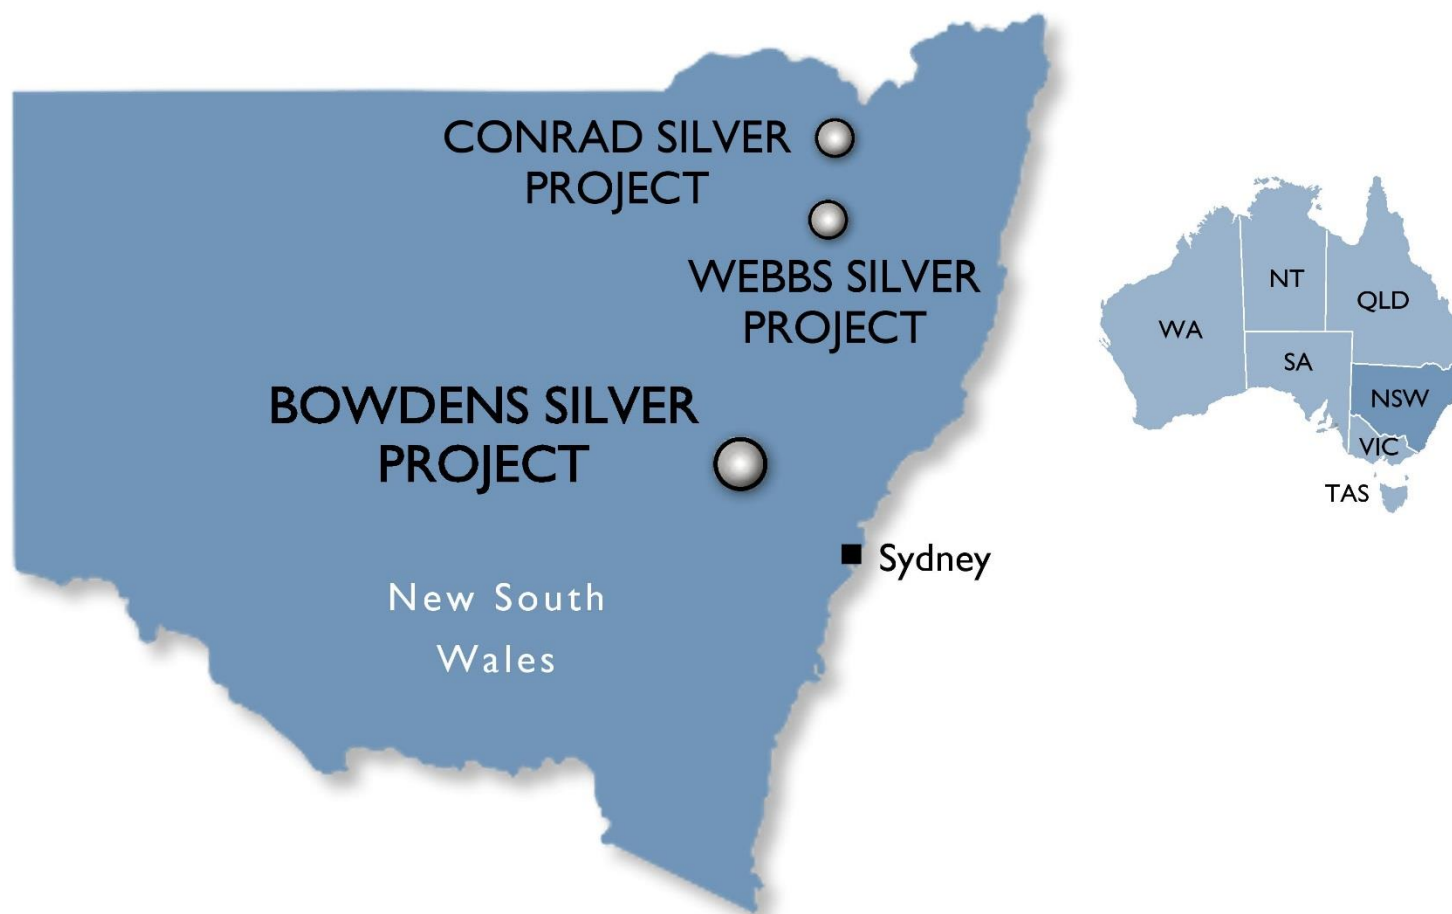 CONRAD SILVER
PROJECT
WEBBS SILVER
PROJECT
BOWDENS SILVER
PROJECT
Sydney
New South
Wales
NT
QLD
WA
SA
NSW
VIC
TAS